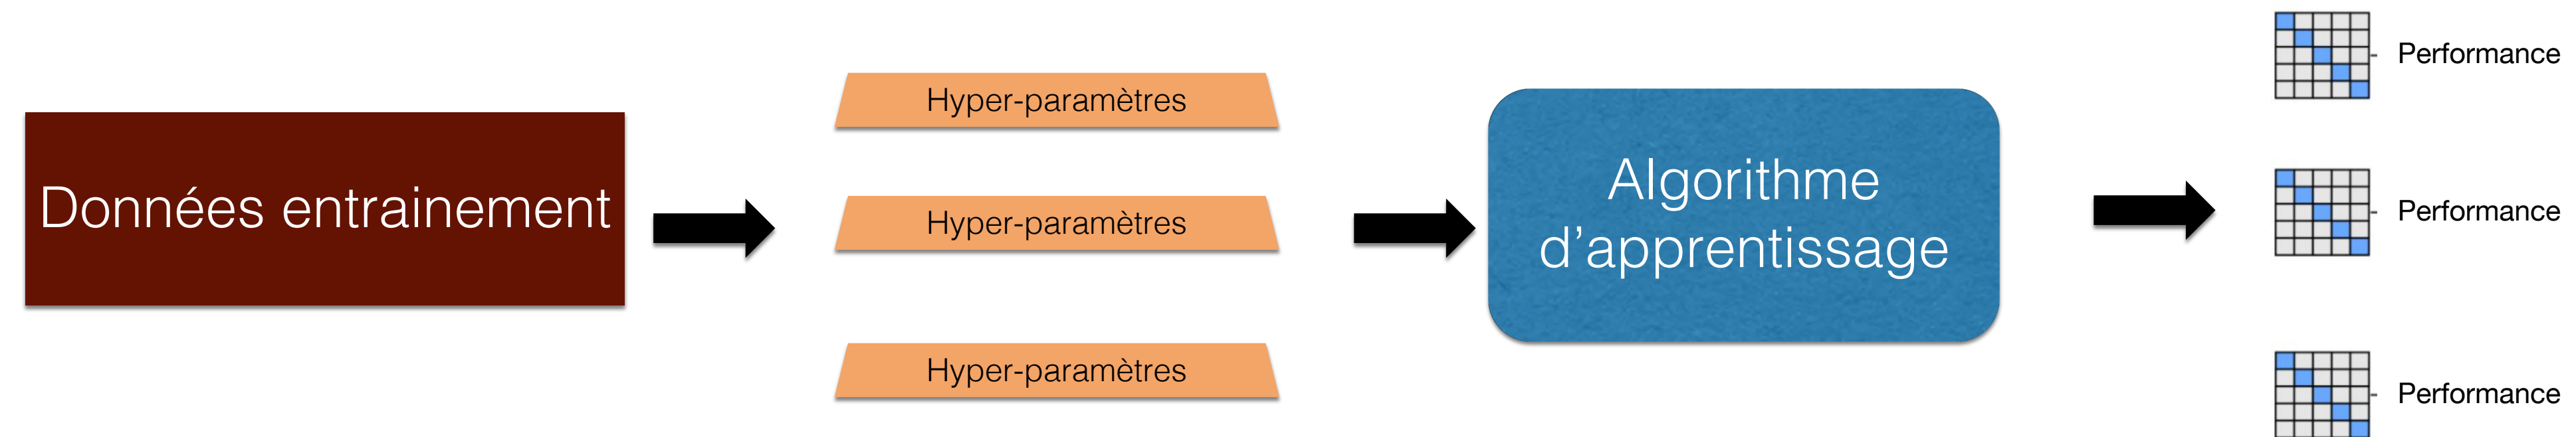 Données entrainement
Hyper-paramètres
Hyper-paramètres
Hyper-paramètres
Algorithme
d'apprentissage
Performance
Performance
Performance